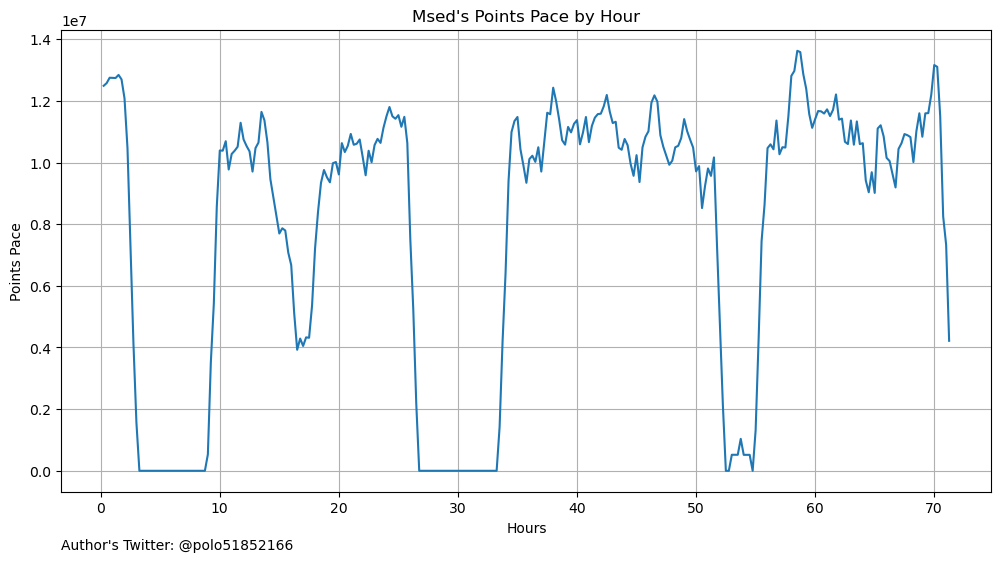 Msed's Points Pace by Hour
1e7
1.4
1.2
1.0
0.8
0.6
0.4
0.2
0.0
Points Pace
0 10 20 30 40 50 60 70
Hours
Author's Twitter: @polo51852166